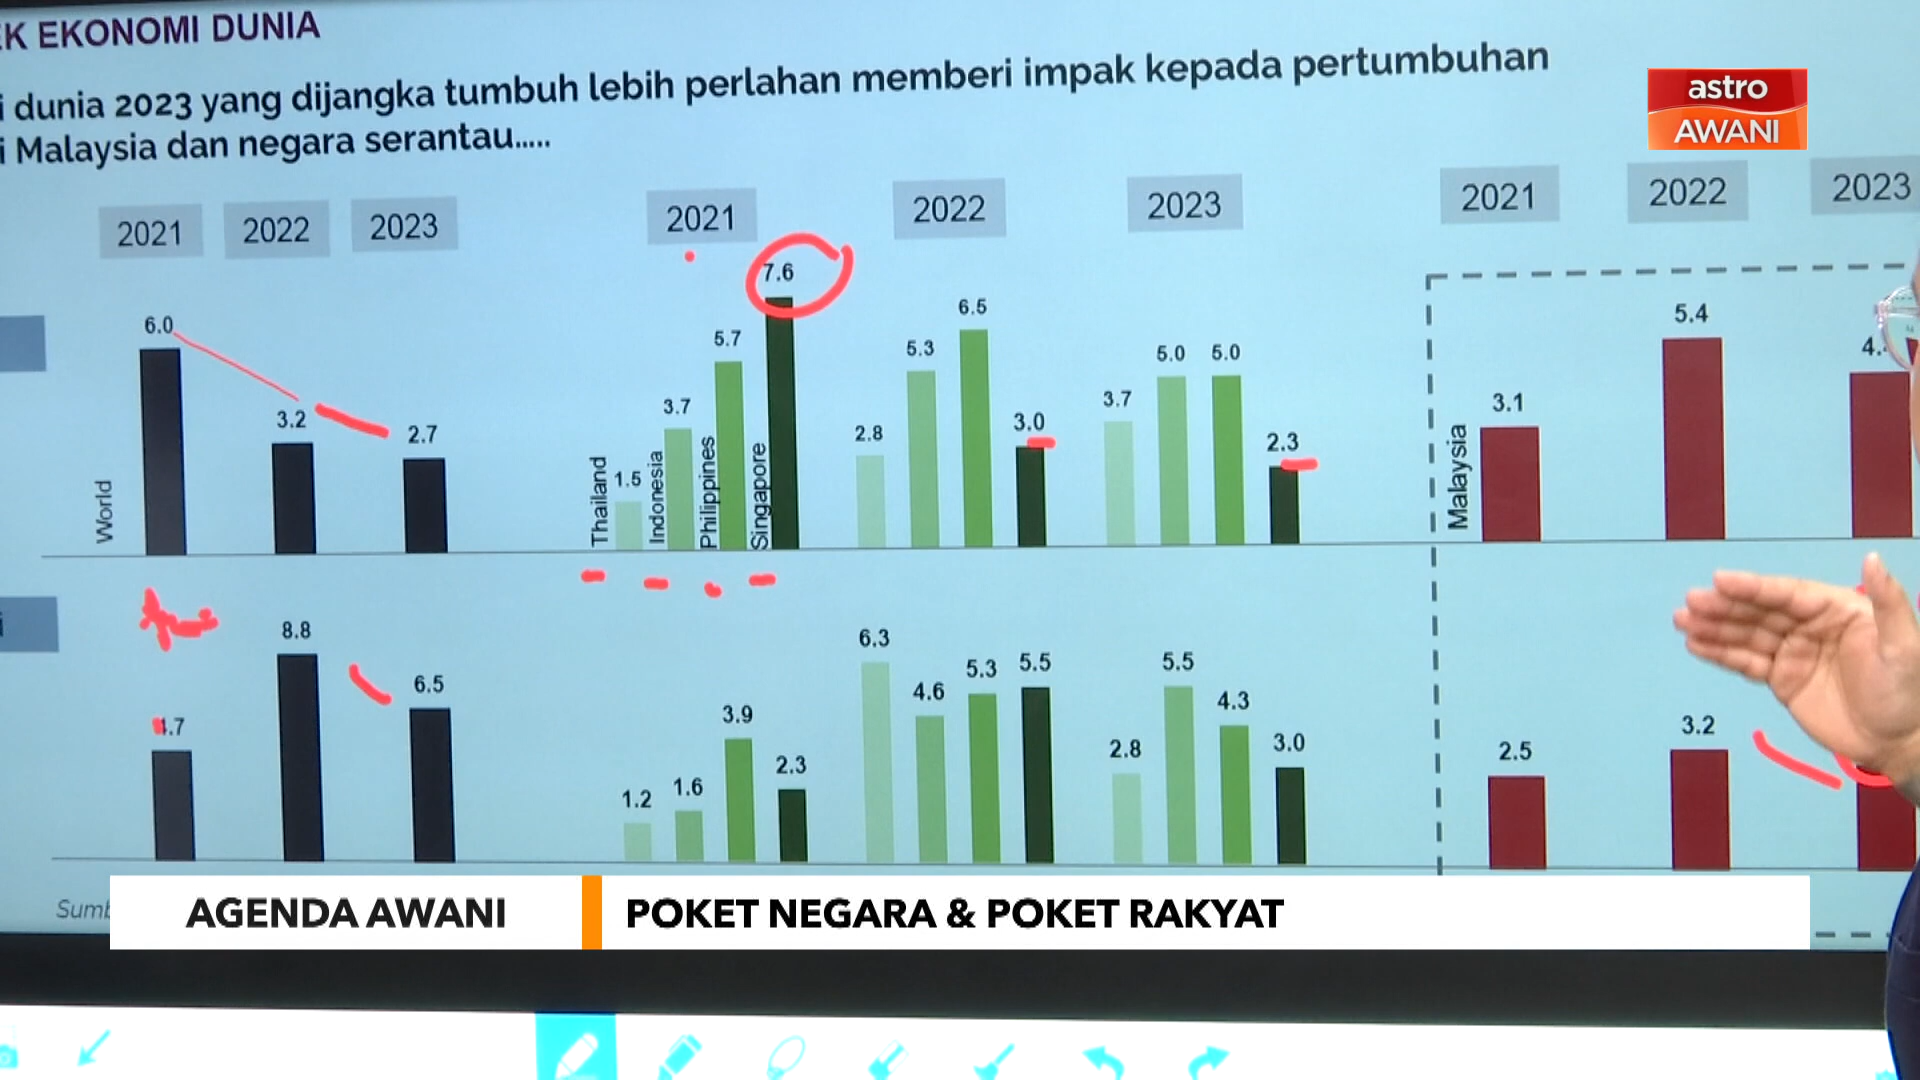 EKONOMI DUNIA
dunia 2023 yang dijangka tumbuh lebih perlahan memberi impak kepada pertumbuhan
Malaysia dan negara serantau.....
astro
AWANI
2021 2022 2023 2021 2022 2023 2021 2022 2023
6.0 3.2 2.7
World
1.5 3.7 5.7 7.6
Thailand Indonesia Philippines Singapore
2.8 5.3 6.5 3.0
3.7 5.0 5.0 2.3
3.1 5.4
Malaysia
8.8 6.5
1.2 1.6 3.9 2.3
6.3 4.6 5.3 5.5
2.8 5.5 4.3 3.0
2.5 3.2
AGENDA AWANI
POKET NEGARA & POKET RAKYAT